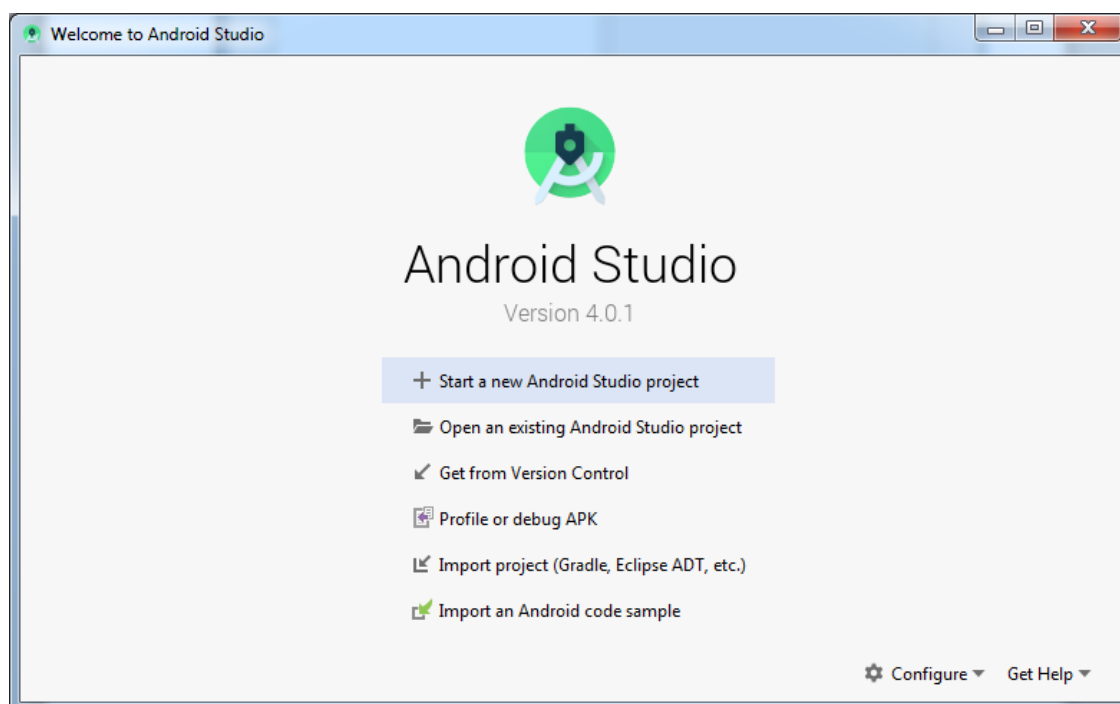 Welcome to Android Studio
Android Studio
Version 4.0.1
Start a new Android Studio project
Open an existing Android Studio project
Get from Version Control
Profile or debug APK
Import project (Gradle, Eclipse ADT, etc.)
Import an Android code sample
Configure Get Help